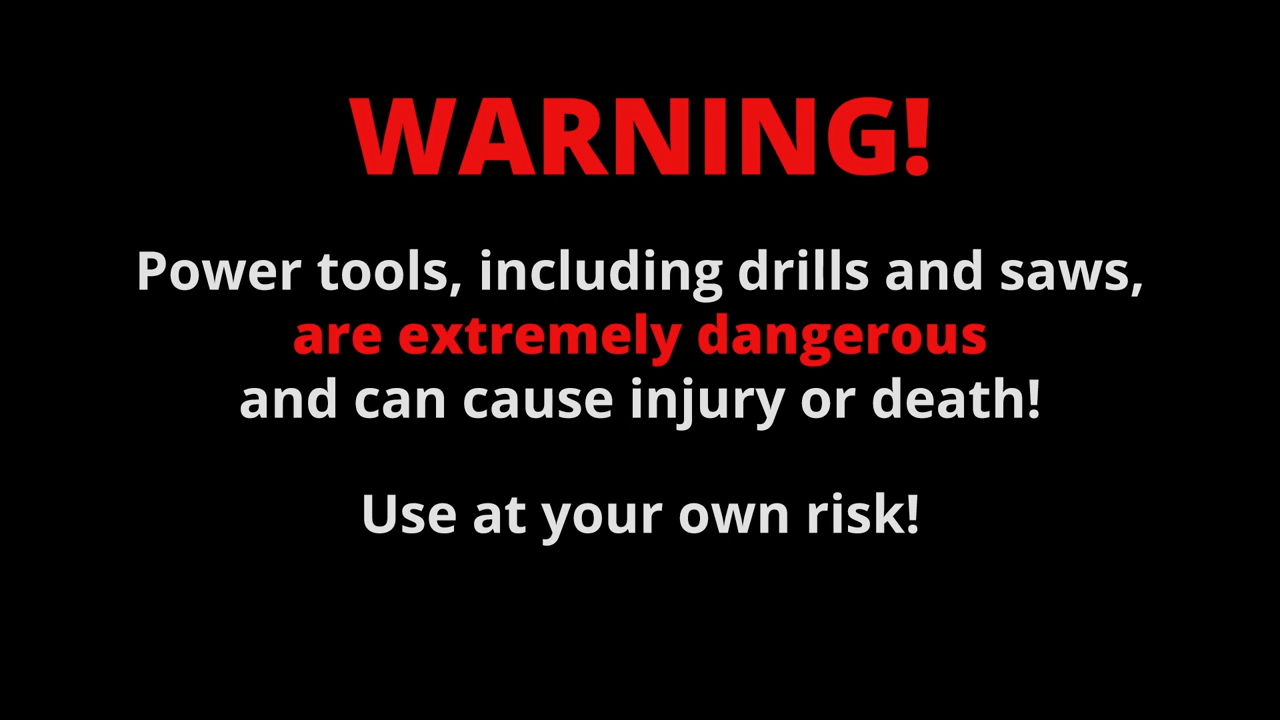 WARNING!
Power tools, including drills and saws,
are extremely dangerous
and can cause injury or death!
Use at your own risk!